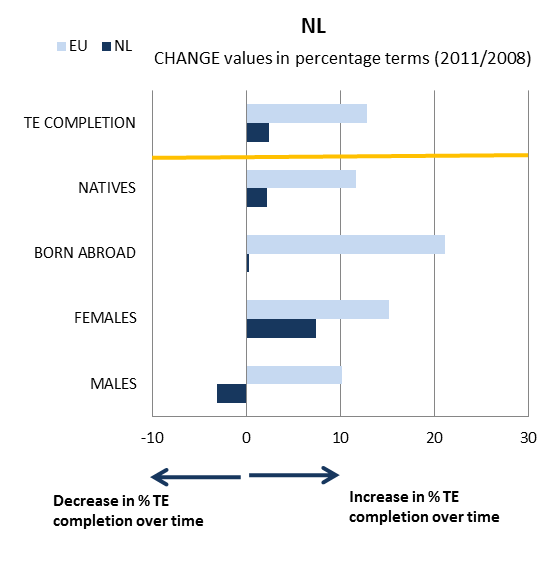 NL
EU NL
CHANGE values in percentage terms (2011/2008)
TE COMPLETION
NATIVES
BORN ABROAD
FEMALES
MALES
-10 0 10 20 30
Decrease in % TE
completion over time
Increase in % TE
completion over time